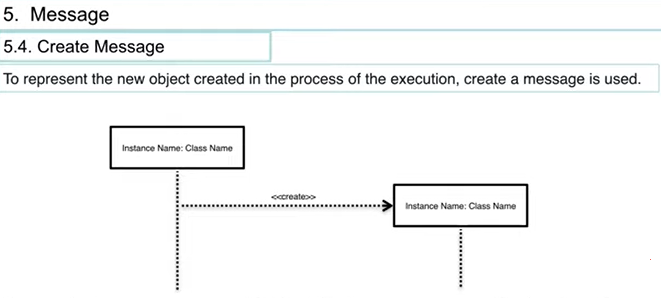 5. Message
5.4. Create Message
To represent the new object created in the process of the execution, create a message is used.
Instance Name: Class Name
<<create>>
Instance Name: Class Name